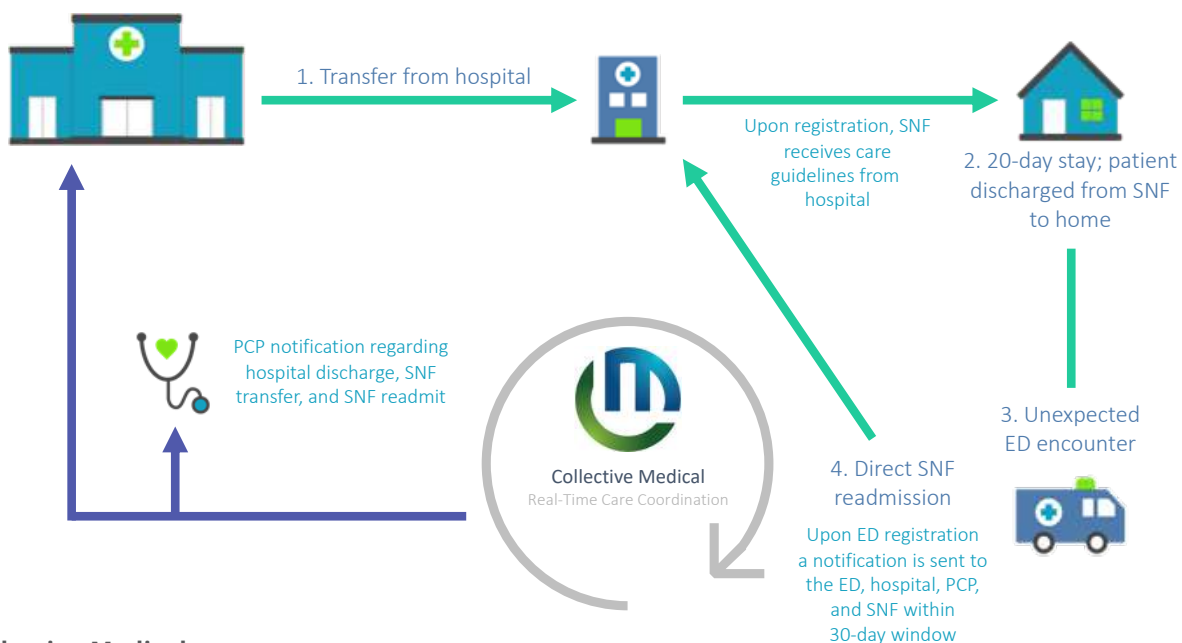 1. Transfer from hospital
Upon registration, SNF
receives care
guidelines from
hospital
2. 20-day stay; patient
discharged from SNF
to home
PCP notification regarding
hospital discharge, SNF
transfer, and SNF readmit
Collective Medical
Real-Time Care Coordination
3. Unexpected
ED encounter
4. Direct SNF
readmission
Upon ED registration
a notification is sent to
the ED, hospital, PCP,
and SNF within
30-day window